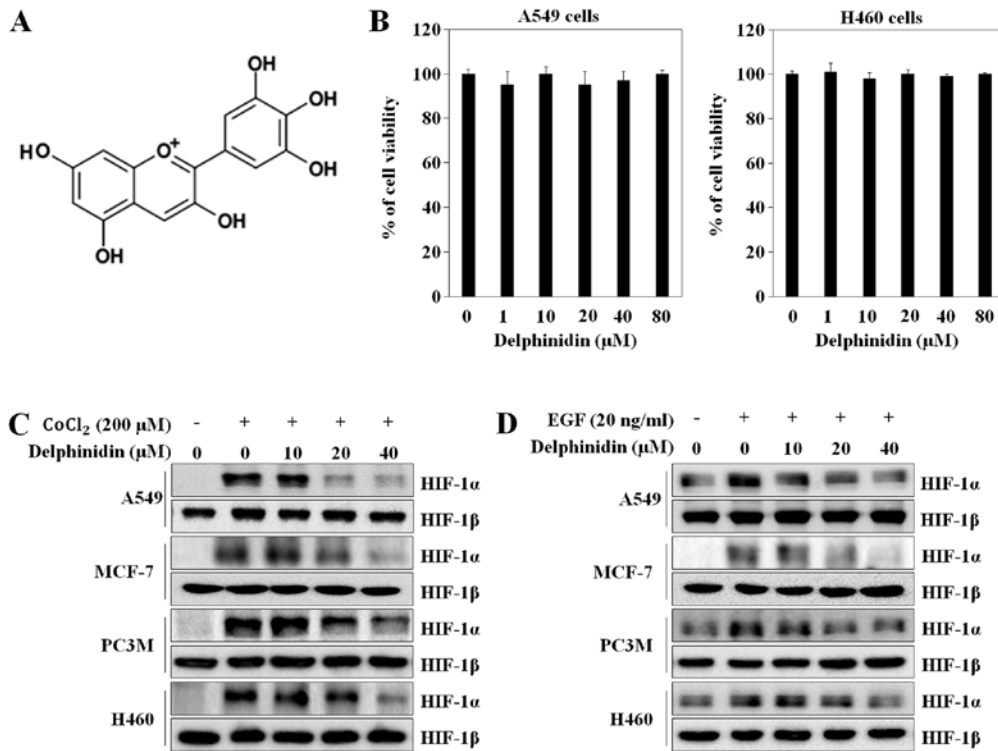 A
OH
OH
HO
O+
OH
OH
OH
B
A549 cells
% of cell viability
120
100
80
60
40
20
0
0 1 10 20 40 80
Delphinidin (µM)
H460 cells
% of cell viability
120
100
80
60
40
20
0
0 1 10 20 40 80
Delphinidin (µM)
C
CoCl₂ (200 µM) - + + + +
Delphinidin (µM) 0 0 10 20 40
A549
HIF-1α
HIF-1β
MCF-7
HIF-1α
HIF-1β
PC3M
HIF-1α
HIF-1β
H460
HIF-1α
HIF-1β
D
EGF (20 ng/ml) - + + + +
Delphinidin (µM) 0 0 10 20 40
A549
HIF-1α
HIF-1β
MCF-7
HIF-1α
HIF-1β
PC3M
HIF-1α
HIF-1β
H460
HIF-1α
HIF-1β